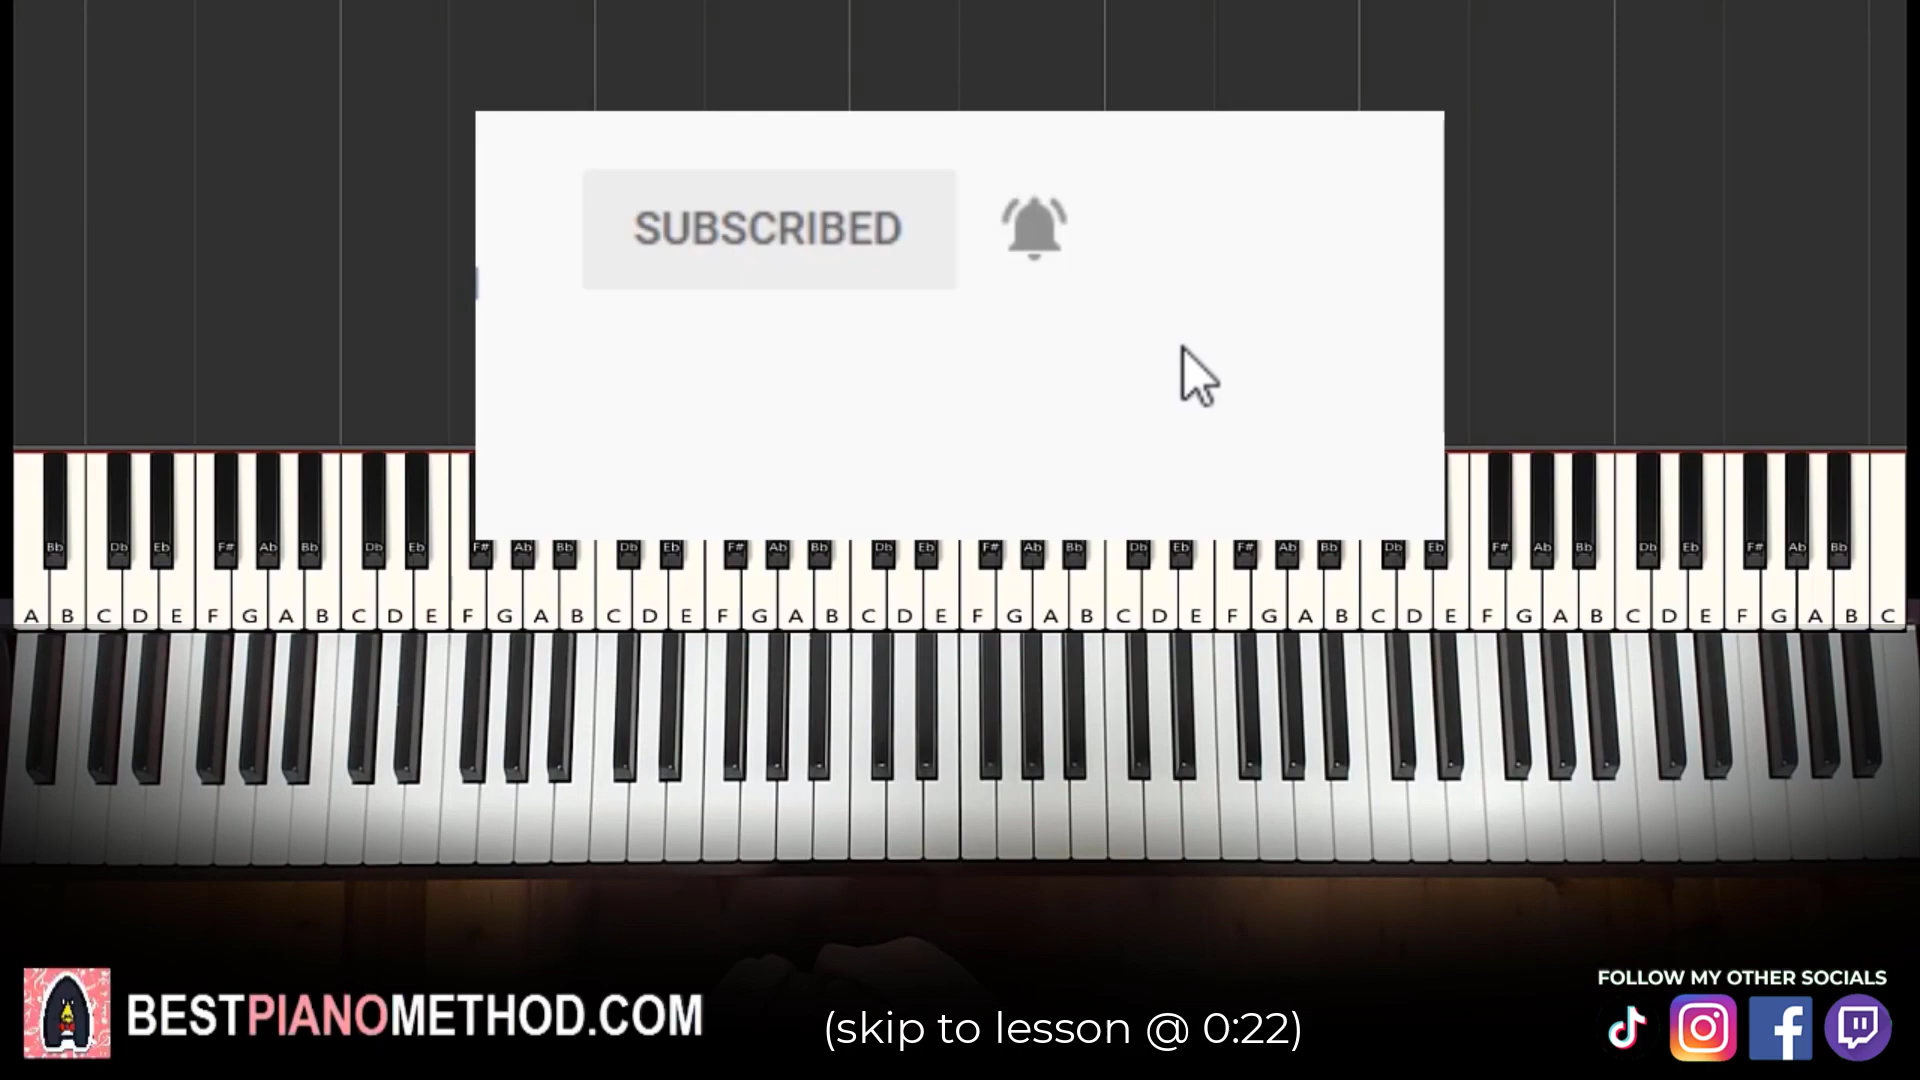 SUBSCRIBED
Bb Db Eb F# Ab Bb Db Eb F# Ab Bb Db Eb F# Ab Bb Db Eb F# Ab Bb Db Eb F# Ab Bb Db Eb F# Ab Bb Db Eb F# Ab Bb
A B C D E F G A B C D E F G A B C D E F G A B C D E F G A B C D E F G A B C D E F G A B C D E F G A B C
FOLLOW MY OTHER SOCIALS
BESTPIANOMETHOD.COM
(skip to lesson @ 0:22)